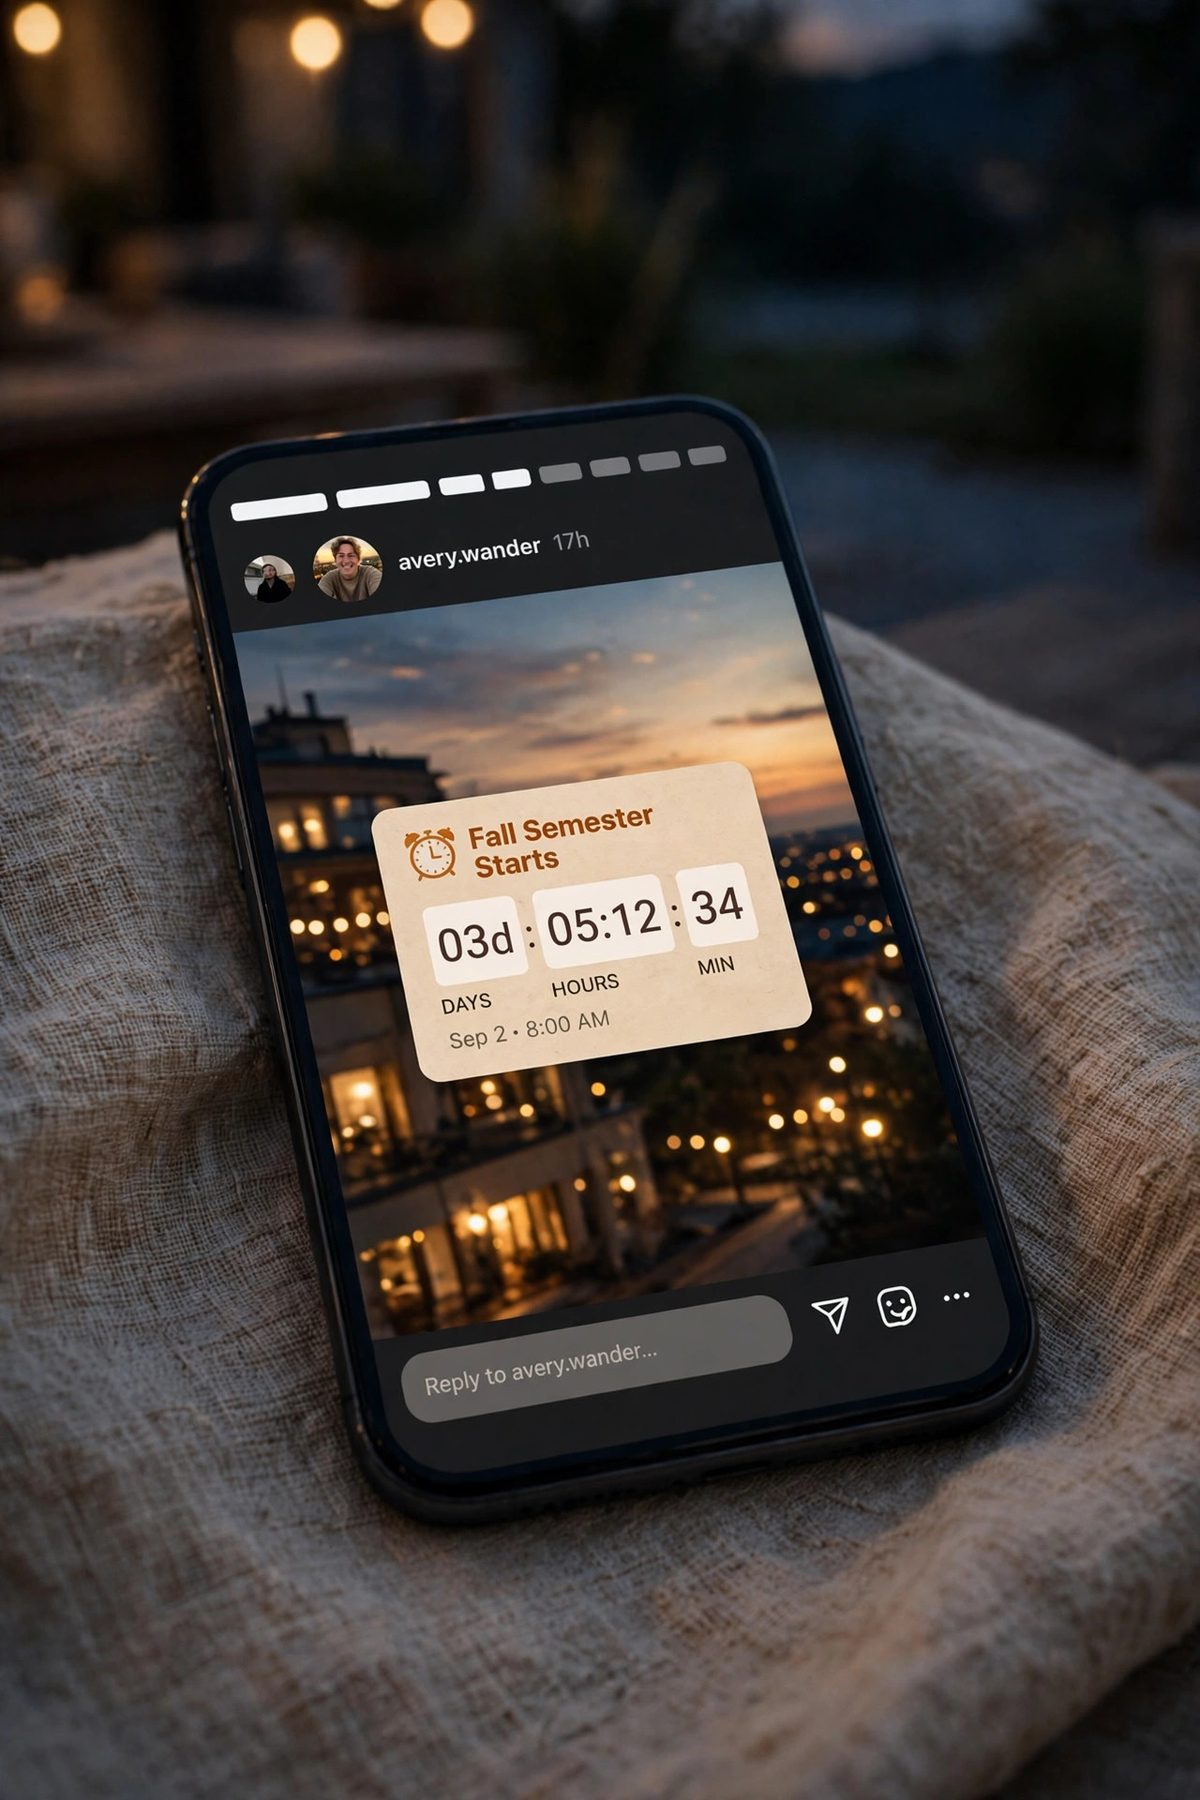 avery.wander 17h
Fall Semester
Starts
03d : 05:12 : 34
DAYS HOURS MIN
Sep 2 • 8:00 AM
Reply to avery.wander...